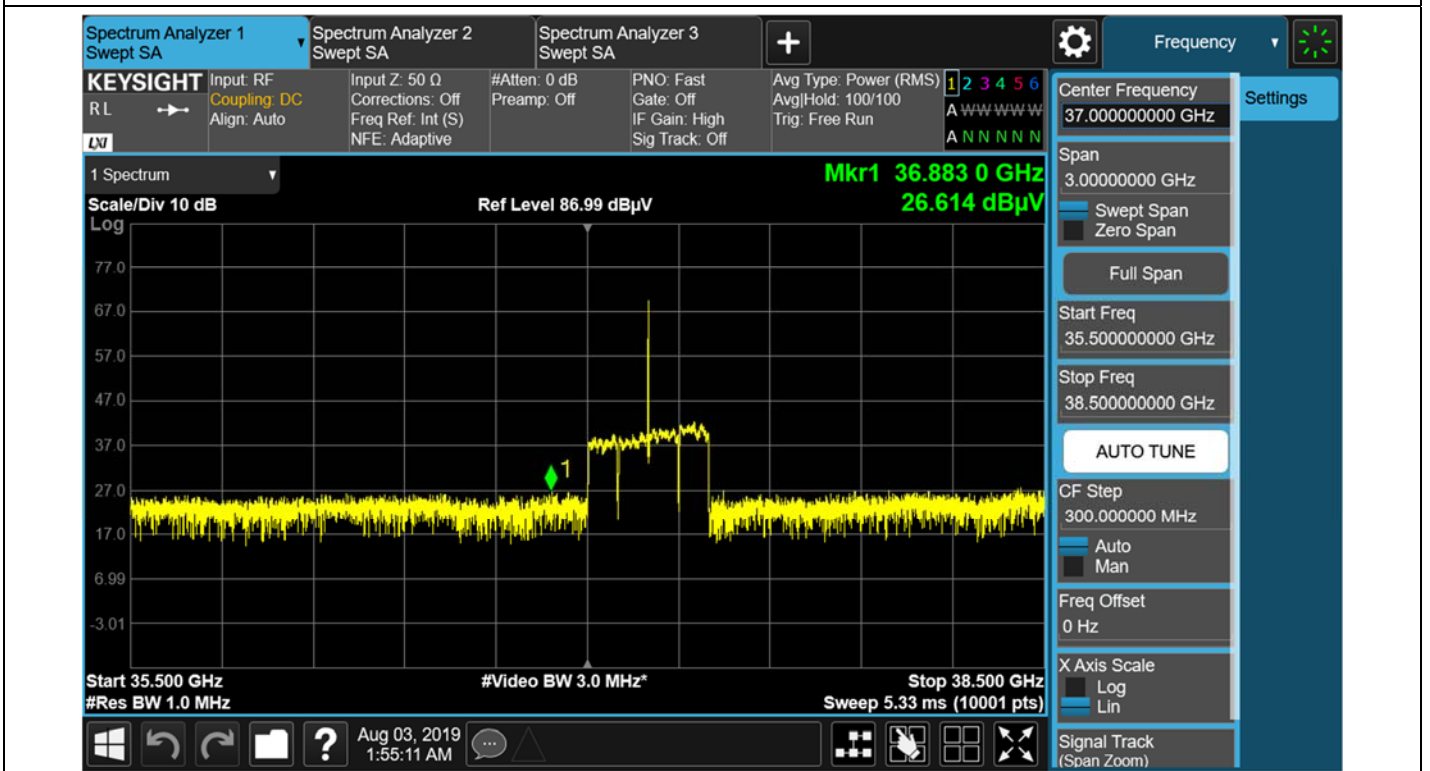 Spectrum Analyzer 1
Swept SA
Spectrum Analyzer 2
Swept SA
Spectrum Analyzer 3
Swept SA
Frequency
KEYSIGHT
R L
LXI
Input: RF
Coupling: DC
Align: Auto
Input Z: 50 Ω
Corrections: Off
Freq Ref: Int (S)
NFE: Adaptive
#Atten: 0 dB
Preamp: Off
PNO: Fast
Gate: Off
IF Gain: High
Sig Track: Off
Avg Type: Power (RMS)
Avg|Hold: 100/100
Trig: Free Run
1 2 3 4 5 6
A W W W W W
A N N N N N
1 Spectrum
Mkr1 36.883 0 GHz
26.614 dBµV
Scale/Div 10 dB
Ref Level 86.99 dBµV
Log
77.0
67.0
57.0
47.0
37.0
27.0
17.0
6.99
-3.01
1
Start 35.500 GHz
#Video BW 3.0 MHz*
Stop 38.500 GHz
#Res BW 1.0 MHz
Sweep 5.33 ms (10001 pts)
Aug 03, 2019
1:55:11 AM
Center Frequency
37.000000000 GHz
Settings
Span
3.00000000 GHz
Swept Span
Zero Span
Full Span
Start Freq
35.500000000 GHz
Stop Freq
38.500000000 GHz
AUTO TUNE
CF Step
300.000000 MHz
Auto
Man
Freq Offset
0 Hz
X Axis Scale
Log
Lin
Signal Track
(Span Zoom)